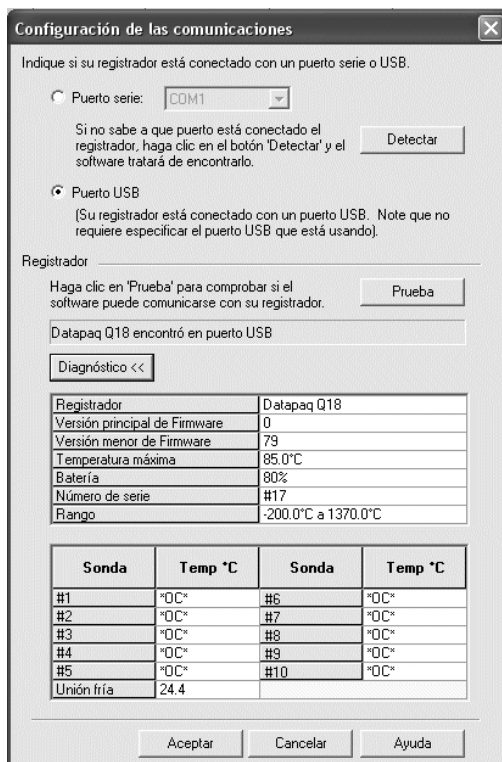 Configuración de las comunicaciones
Indique si su registrador está conectado con un puerto serie o USB.
Puerto serie: COM1
Si no sabe a que puerto está conectado el
registrador, haga clic en el botón 'Detectar' y el
software tratará de encontrarlo.
Detectar
Puerto USB
(Su registrador está conectado con un puerto USB. Note que no
requiere especificar el puerto USB que está usando).
Registrador
Haga clic en 'Prueba' para comprobar si el
software puede comunicarse con su registrador.
Prueba
Datapaq Q18 encontró en puerto USB
Diagnóstico <<
Registrador Datapaq Q18
Versión principal de Firmware 0
Versión menor de Firmware 79
Temperatura máxima 85.0°C
Batería 80%
Número de serie #17
Rango -200.0°C a 1370.0°C
Sonda Temp °C Sonda Temp °C
#1 *OC* #6 *OC*
#2 *OC* #7 *OC*
#3 *OC* #8 *OC*
#4 *OC* #9 *OC*
#5 *OC* #10 *OC*
Unión fría 24.4
Aceptar Cancelar Ayuda